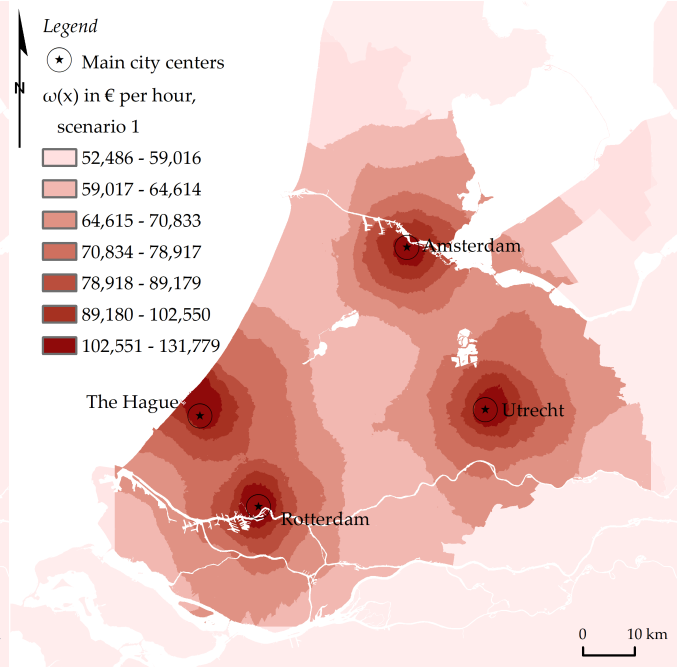 Legend
Main city centers
N
ω(x) in € per hour,
scenario 1
52,486 - 59,016
59,017 - 64,614
64,615 - 70,833
70,834 - 78,917
78,918 - 89,179
89,180 - 102,550
102,551 - 131,779
Amsterdam
The Hague
Utrecht
Rotterdam
0 10 km